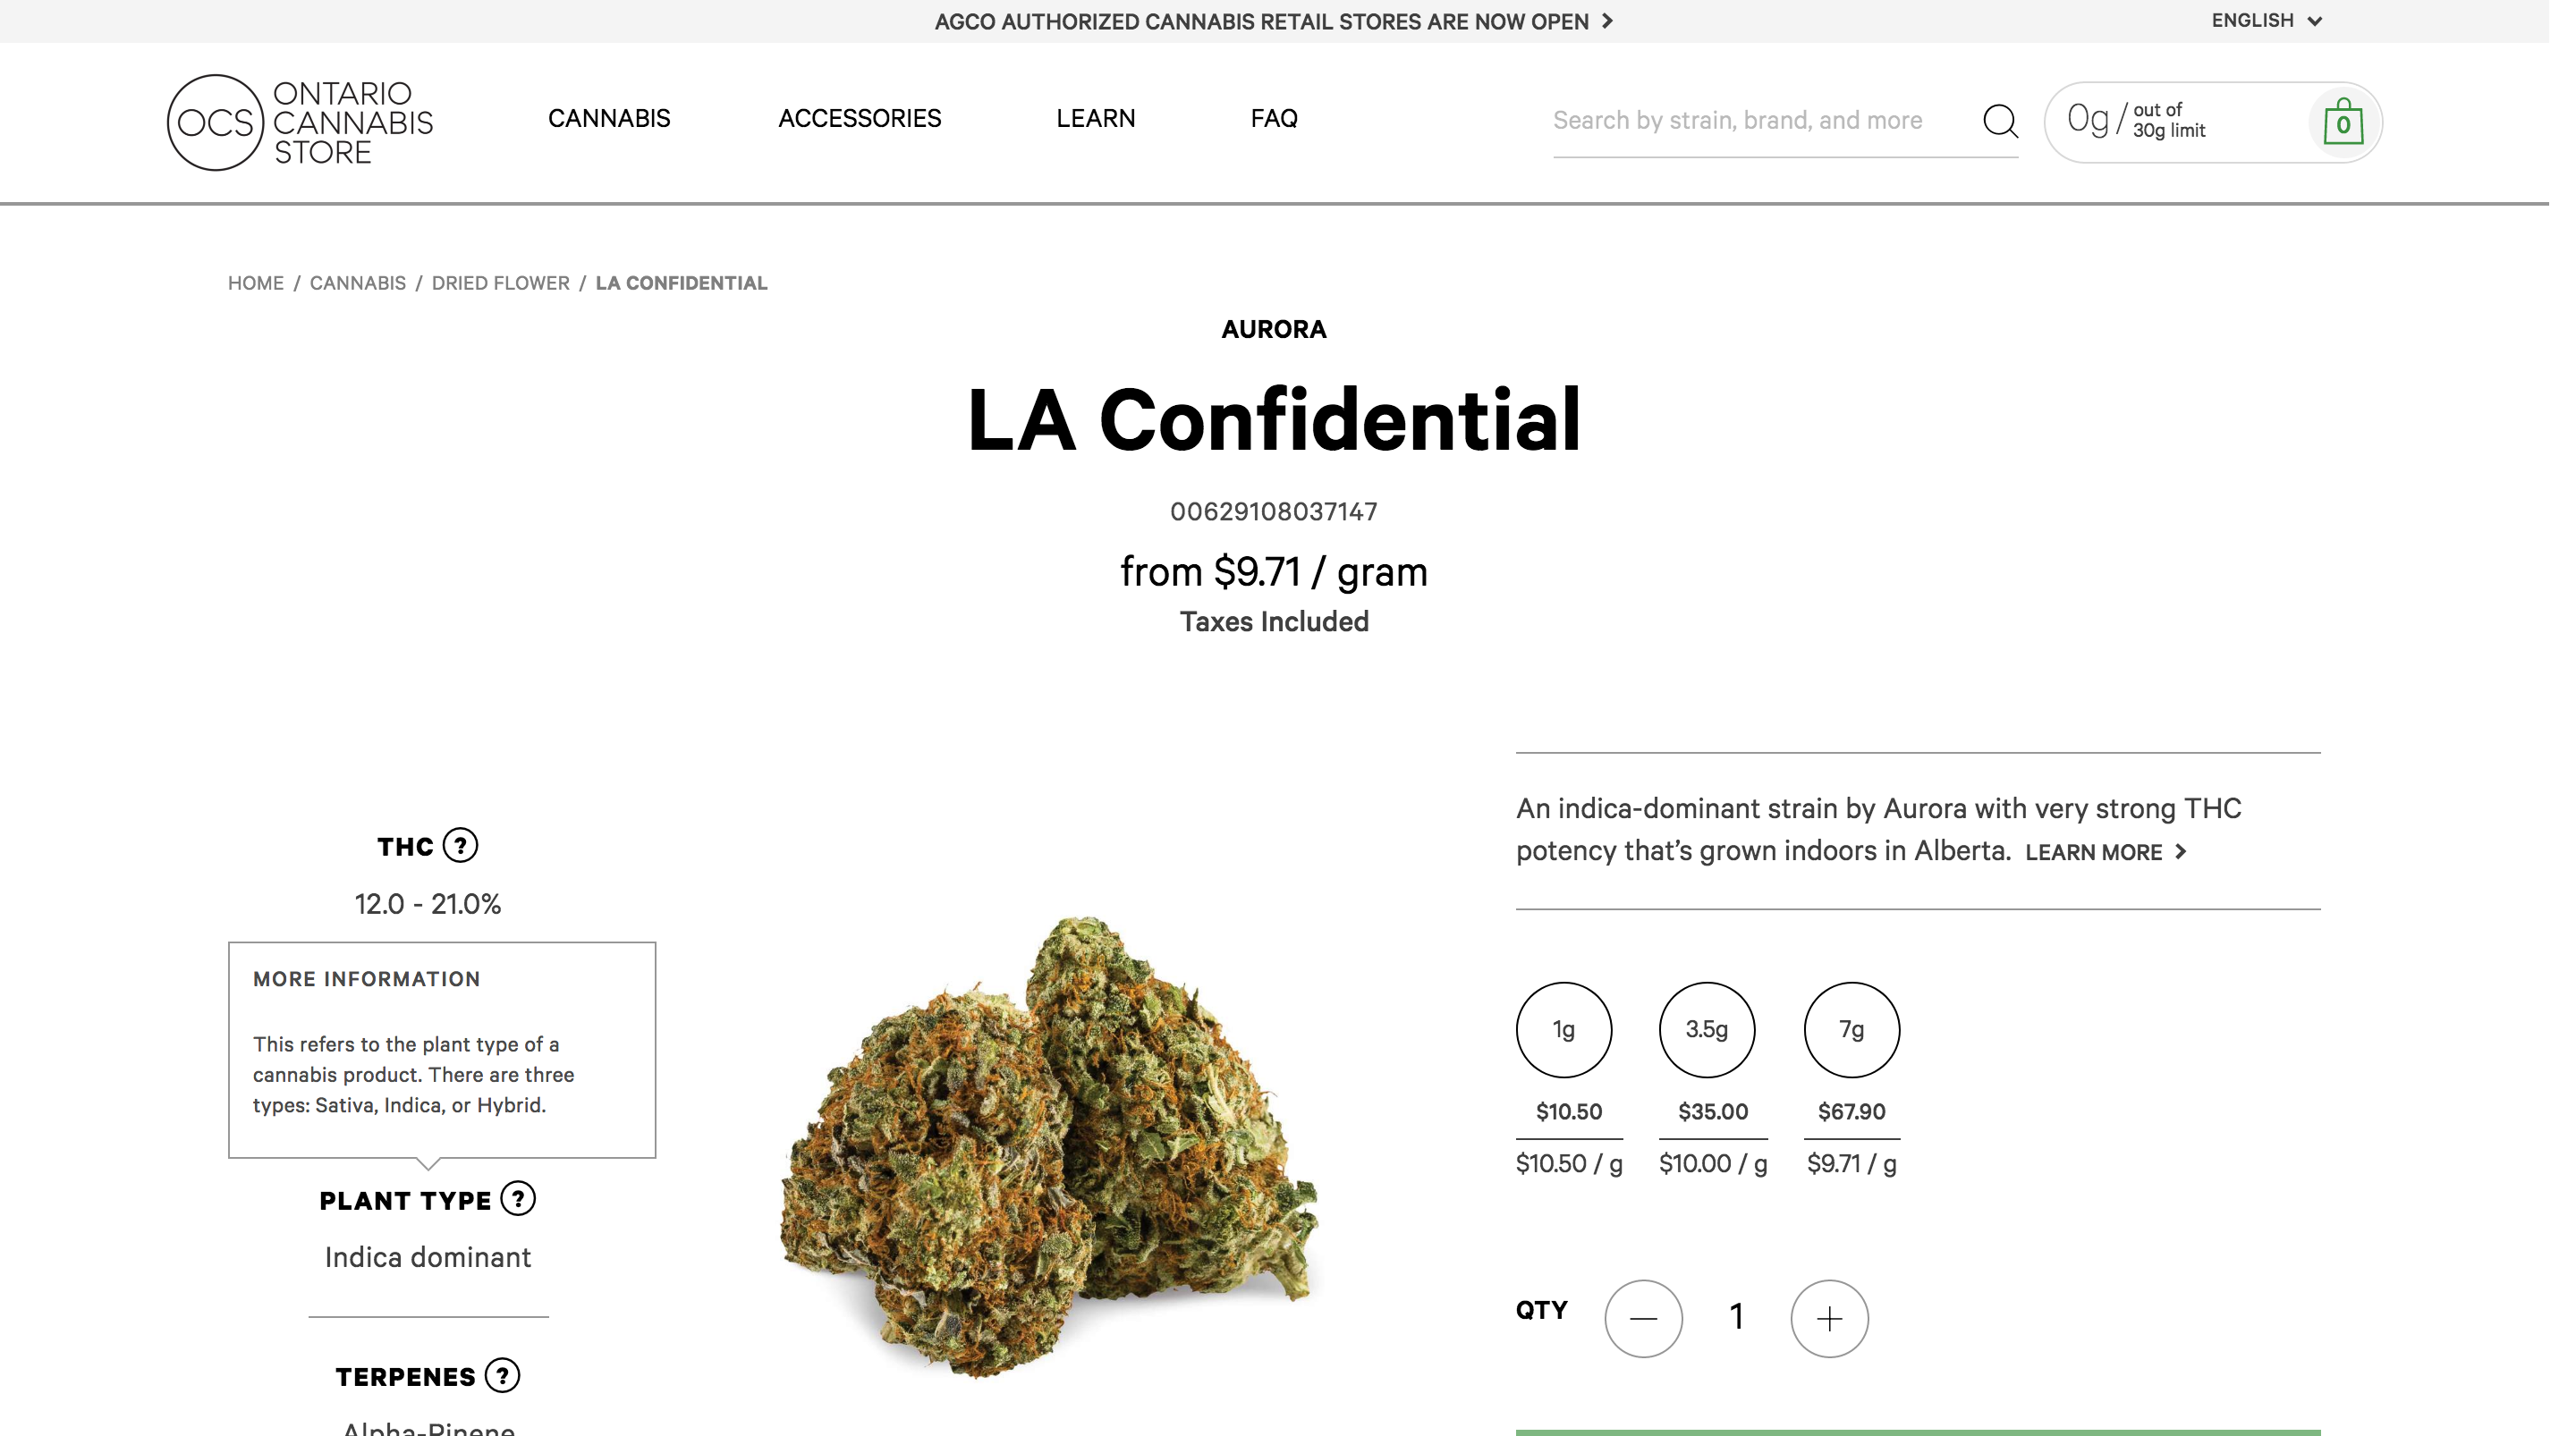 AGCO AUTHORIZED CANNABIS RETAIL STORES ARE NOW OPEN
ENGLISH
OCS
ONTARIO
CANNABIS
STORE
CANNABIS
ACCESSORIES
LEARN
FAQ
Search by strain, brand, and more
0g / out of
30g limit
0
HOME / CANNABIS / DRIED FLOWER / LA CONFIDENTIAL
AURORA
LA Confidential
00629108037147
from $9.71 / gram
Taxes Included
THC ?
12.0 - 21.0%
MORE INFORMATION
This refers to the plant type of a
cannabis product. There are three
types: Sativa, Indica, or Hybrid.
PLANT TYPE ?
Indica dominant
TERPENES ?
Alpha-Pinene
An indica-dominant strain by Aurora with very strong THC
potency that’s grown indoors in Alberta. LEARN MORE
1g
3.5g
7g
$10.50
$35.00
$67.90
$10.50 / g
$10.00 / g
$9.71 / g
QTY
1